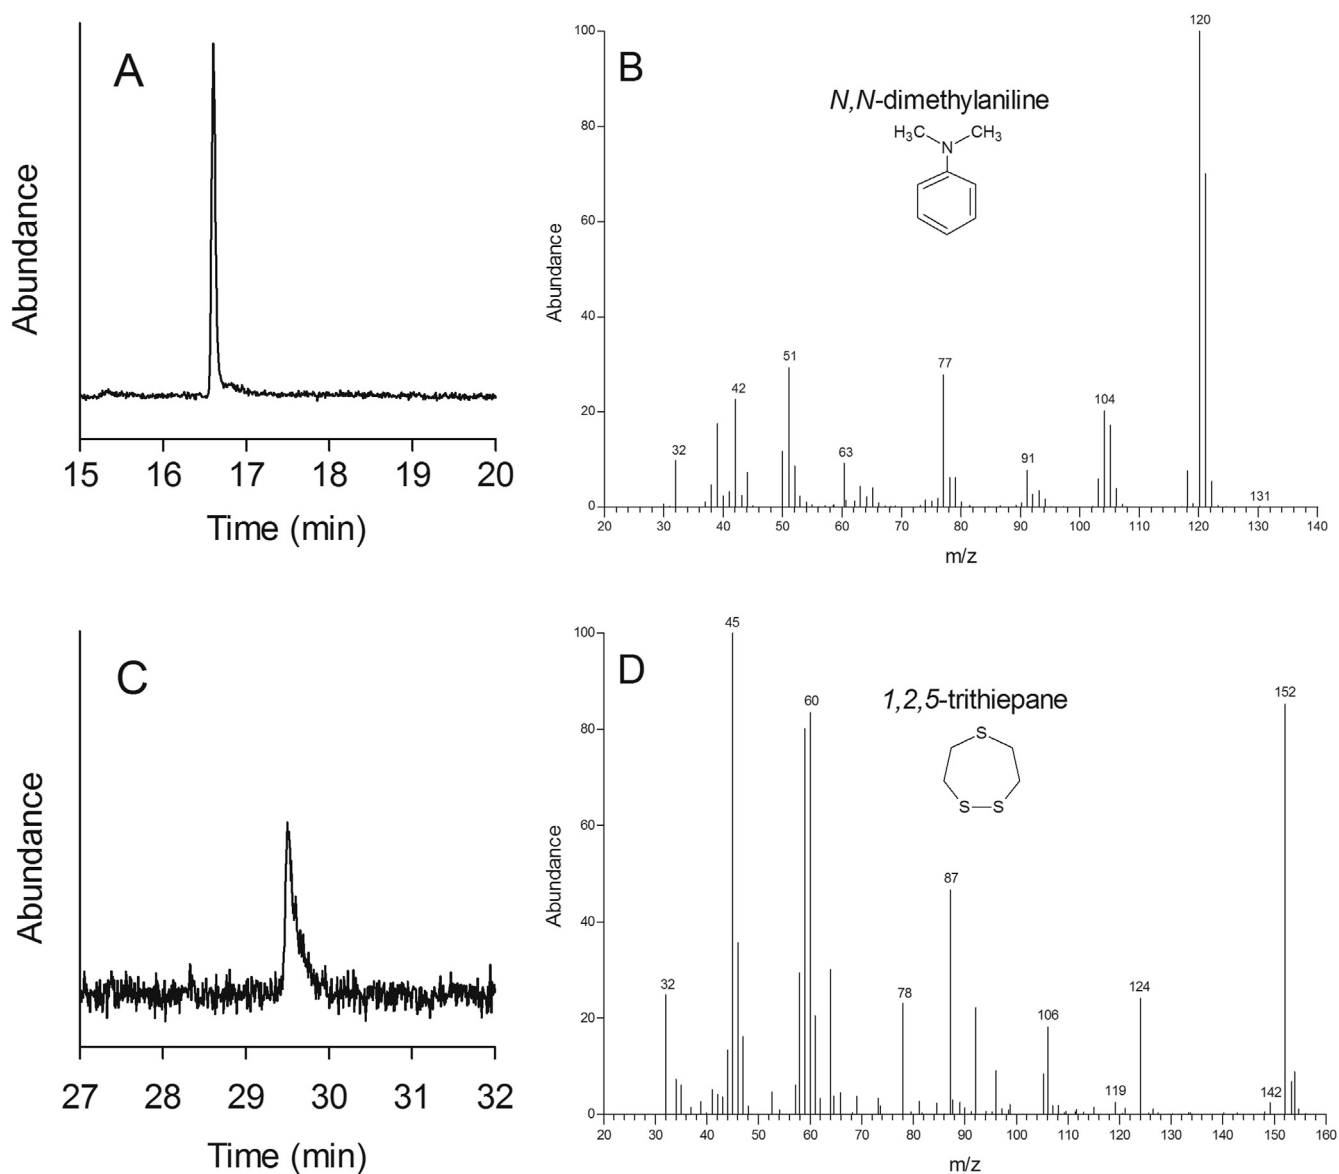 A
Abundance
15 16 17 18 19 20
Time (min)
B
N,N-dimethylaniline
H₃C CH₃
N
Abundance
100
80
60
40
20
0
120
51
42
77
104
32
63
91
131
20 30 40 50 60 70 80 90 100 110 120 130 140
m/z
C
Abundance
27 28 29 30 31 32
Time (min)
D
1,2,5-trithiepane
S
S S
Abundance
100
80
60
40
20
0
45
60
152
87
32
78
124
106
119
142
20 30 40 50 60 70 80 90 100 110 120 130 140 150 160
m/z